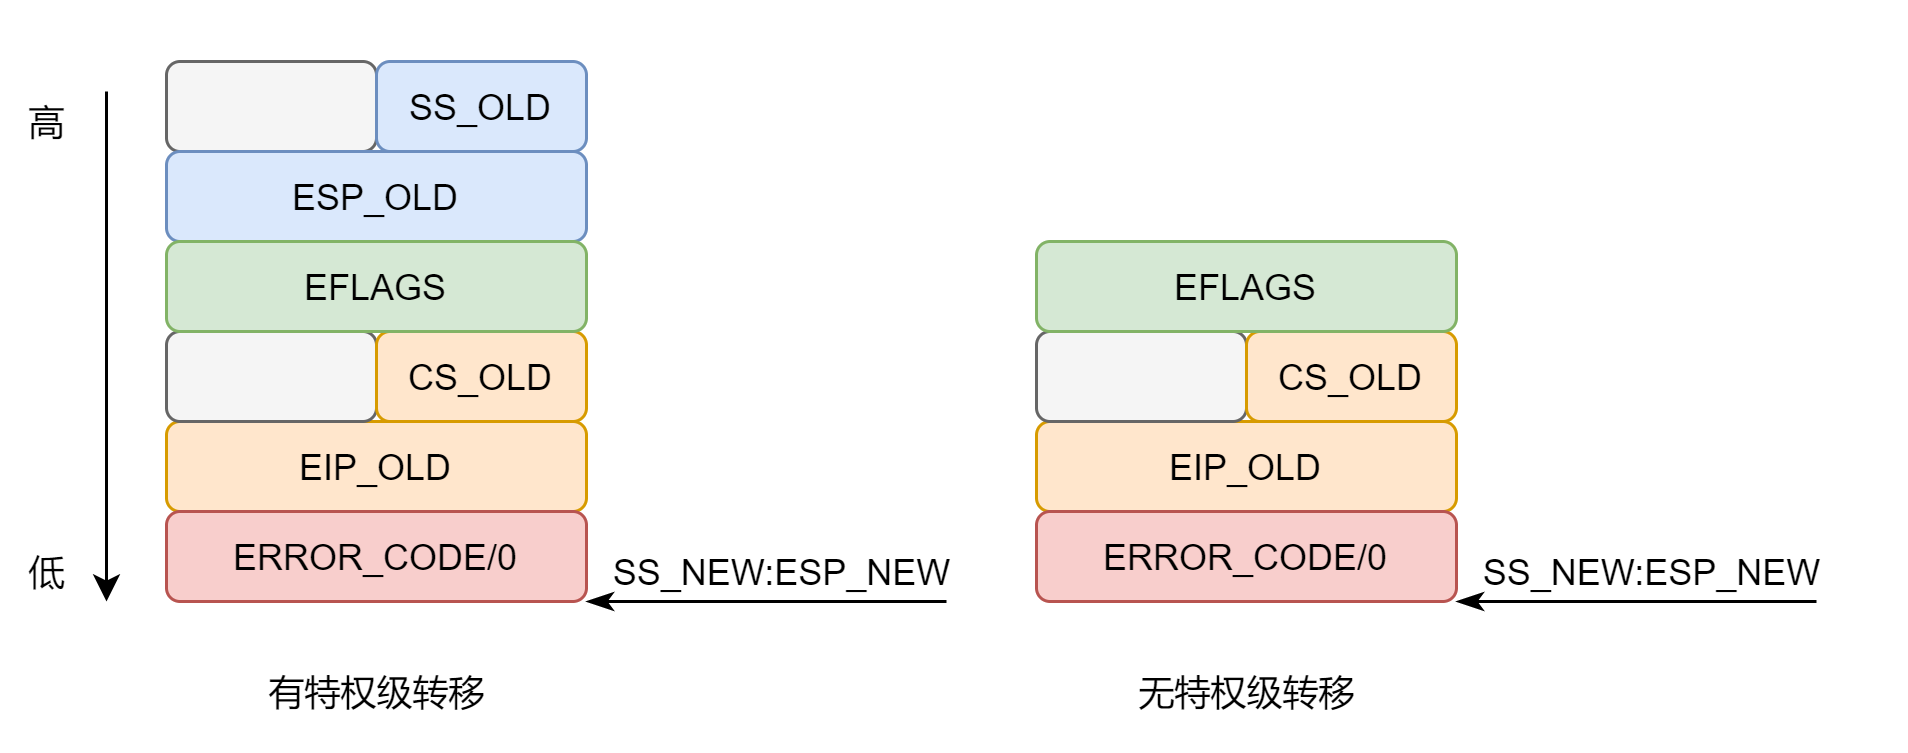 高
SS_OLD
ESP_OLD
EFLAGS
CS_OLD
EIP_OLD
ERROR_CODE/0
低
SS_NEW:ESP_NEW
有特权级转移
EFLAGS
CS_OLD
EIP_OLD
ERROR_CODE/0
SS_NEW:ESP_NEW
无特权级转移